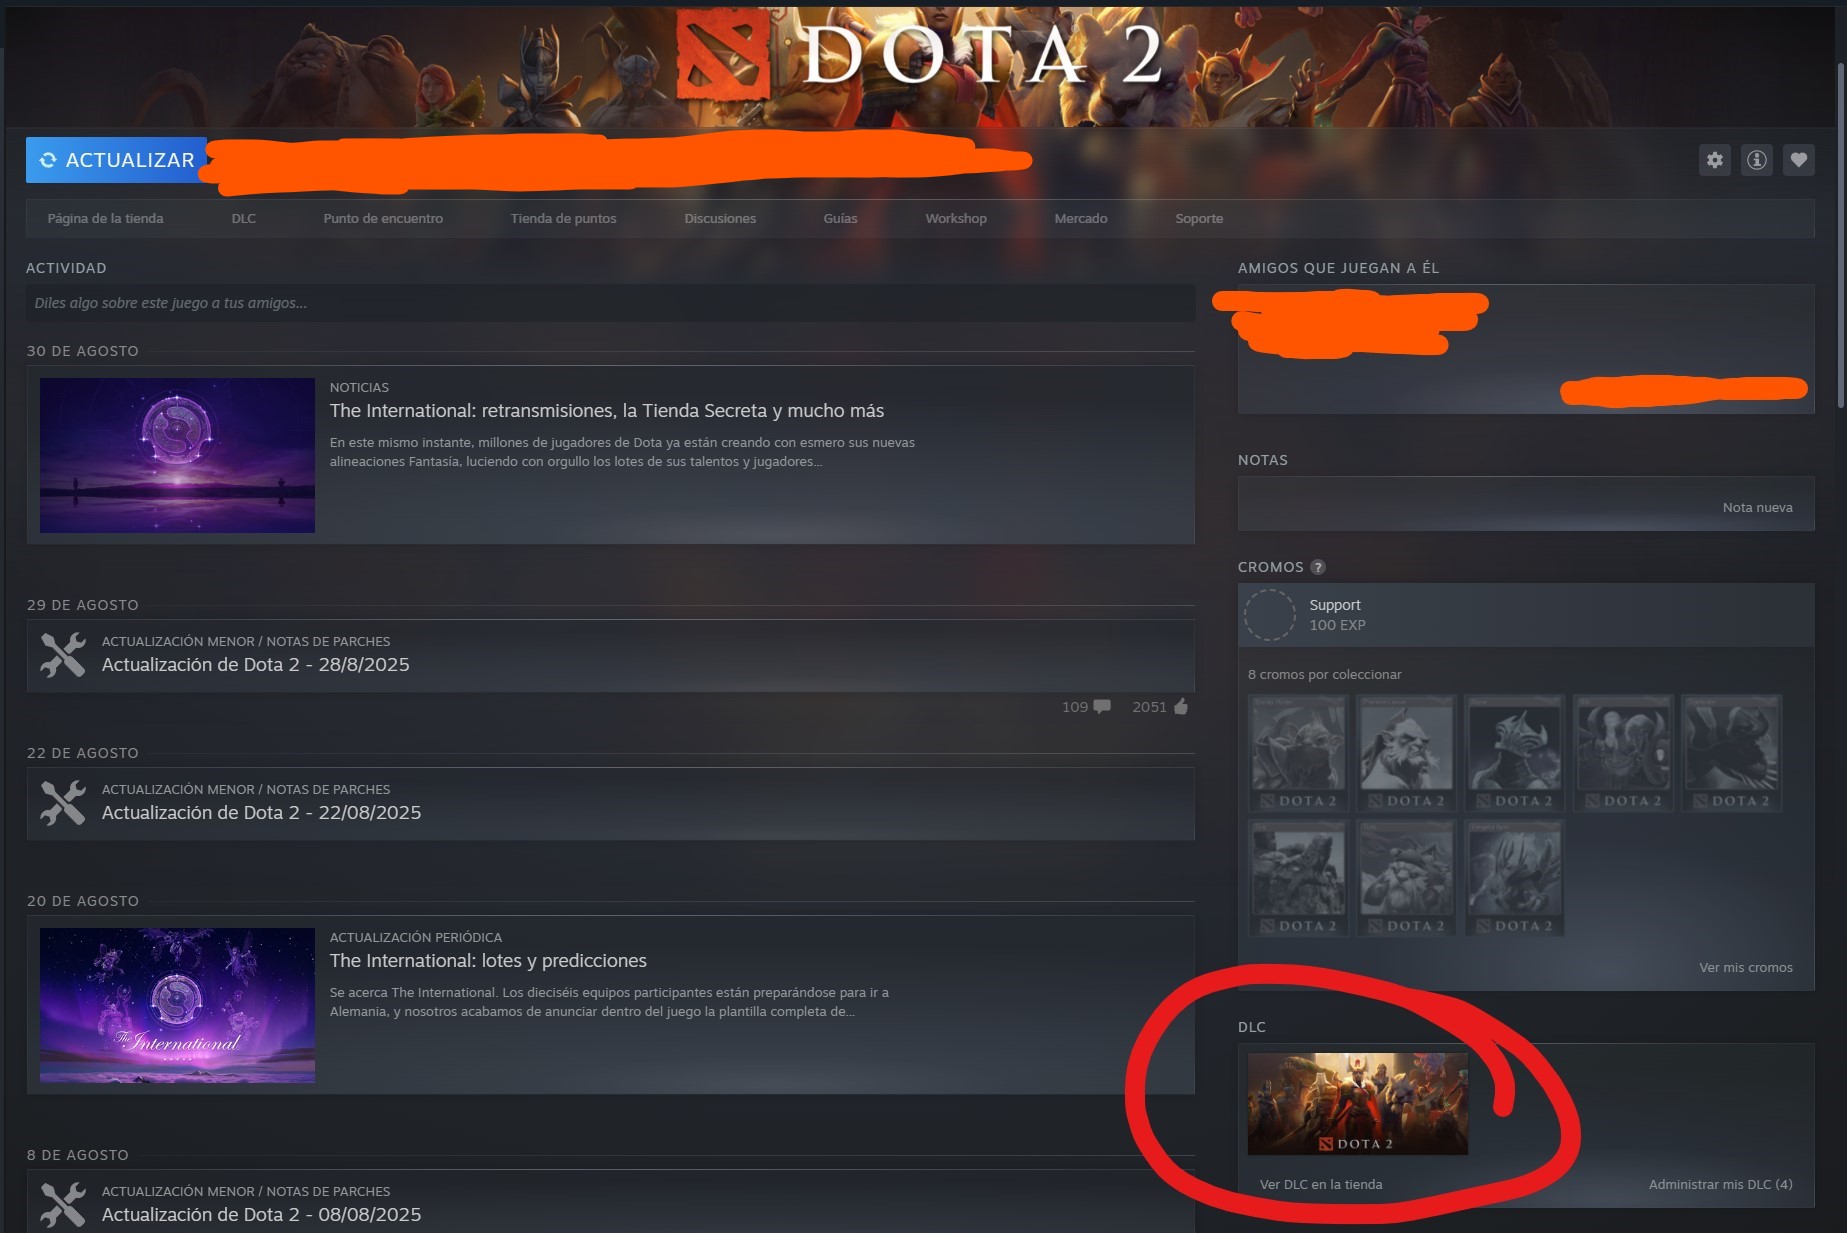 DOTA 2
ACTUALIZAR
Página de la tienda
DLC
Punto de encuentro
Tienda de puntos
Discusiones
Guías
Workshop
Mercado
Soporte
ACTIVIDAD
Diles algo sobre este juego a tus amigos...
30 DE AGOSTO
NOTICIAS
The International: retransmisiones, la Tienda Secreta y mucho más
En este mismo instante, millones de jugadores de Dota ya están creando con esmero sus nuevas
alineaciones Fantasía, luciendo con orgullo los lotes de sus talentos y jugadores...
29 DE AGOSTO
ACTUALIZACIÓN MENOR / NOTAS DE PARCHES
Actualización de Dota 2 - 28/8/2025
109
2051
22 DE AGOSTO
ACTUALIZACIÓN MENOR / NOTAS DE PARCHES
Actualización de Dota 2 - 22/08/2025
20 DE AGOSTO
The International
ACTUALIZACIÓN PERIÓDICA
The International: lotes y predicciones
Se acerca The International. Los dieciséis equipos participantes están preparándose para ir a
Alemania, y nosotros acabamos de anunciar dentro del juego la plantilla completa de...
8 DE AGOSTO
ACTUALIZACIÓN MENOR / NOTAS DE PARCHES
Actualización de Dota 2 - 08/08/2025
AMIGOS QUE JUEGAN A ÉL
NOTAS
Nota nueva
CROMOS ?
Support
100 EXP
8 cromos por coleccionar
DOTA 2
DOTA 2
DOTA 2
DOTA 2
DOTA 2
DOTA 2
DOTA 2
DOTA 2
Ver mis cromos
DLC
DOTA 2
Ver DLC en la tienda
Administrar mis DLC (4)